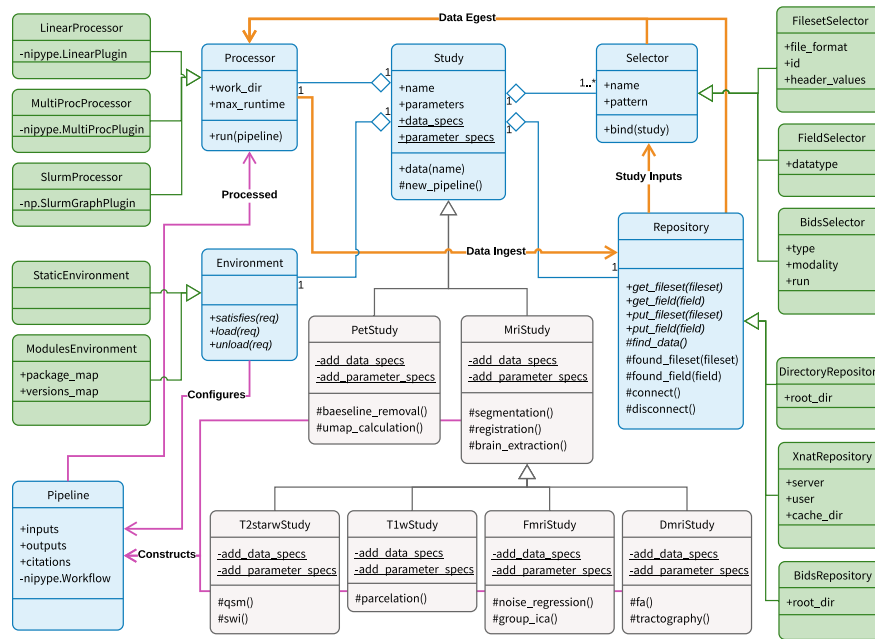 Data Egest
LinearProcessor
-nipype.LinearPlugin
MultiProcProcessor
-nipype.MultiProcPlugin
SlurmProcessor
-np.SlurmGraphPlugin
Processor
+work_dir
+max_runtime
+run(pipeline)
1
1
1
Study
+name
+parameters
+data_specs
+parameter_specs
+data(name)
#new_pipeline()
1
1
1..*
Selector
+name
+pattern
+bind(study)
FilesetSelector
+file_format
+id
+header_values
FieldSelector
+datatype
BidsSelector
+type
+modality
+run
Processed
Study Inputs
Data Ingest
StaticEnvironment
ModulesEnvironment
+package_map
+versions_map
Environment
+satisfies(req)
+load(req)
+unload(req)
1
1
Repository
+get_fileset(fileset)
+get_field(field)
+put_fileset(fileset)
+put_field(field)
#find_data()
#found_fileset(fileset)
#found_field(field)
#connect()
#disconnect()
DirectoryRepositor
+root_dir
XnatRepository
+server
+user
+cache_dir
BidsRepository
+root_dir
PetStudy
-add_data_specs
-add_parameter_specs
#baeseline_removal()
#umap_calculation()
MriStudy
-add_data_specs
-add_parameter_specs
#segmentation()
#registration()
#brain_extraction()
Configures
Pipeline
+inputs
+outputs
+citations
-nipype.Workflow
Constructs
T2starwStudy
-add_data_specs
-add_parameter_specs
#qsm()
#swi()
T1wStudy
-add_data_specs
-add_parameter_specs
#parcelation()
FmriStudy
-add_data_specs
-add_parameter_specs
#noise_regression()
#group_ica()
DmriStudy
-add_data_specs
-add_parameter_specs
#fa()
#tractography()